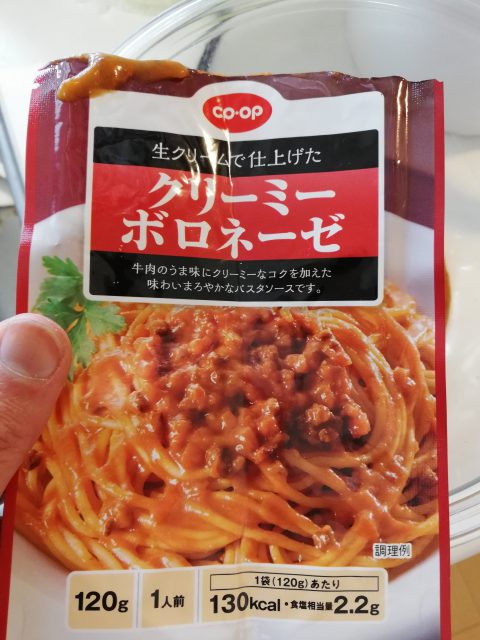 CO·OP
生クリームで仕上げた
クリーミー
ボロネーゼ
牛肉のうま味にクリーミーなコクを加えた
味わいまろやかなパスタソースです。
調理例
120g
1人前
1袋(120g)あたり
130kcal・食塩相当量2.2g